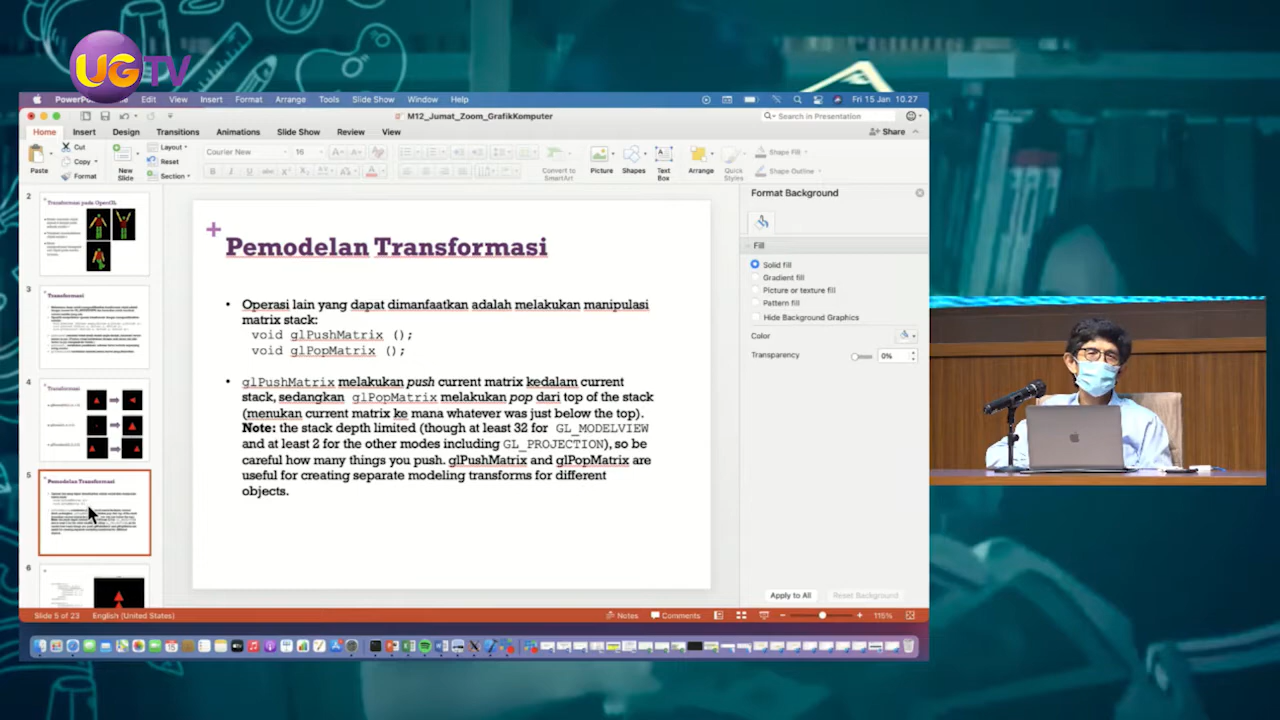 UGTV
PowerP Edit View Insert Format Arrange Tools Slide Show Window Help
Fri 15 Jan 10.27
M12_Jumat_Zoom_GrafikKomputer
Search in Presentation
Home Insert Design Transitions Animations Slide Show Review View
Share
Paste
Cut
Copy
Format
New Slide
Layout
Reset
Section
Courier New
16
Convert to SmartArt
Picture
Shapes
Text Box
Arrange
Quick Styles
Shape Fill
Shape Outline
2
Transformasi pada OpenGL
3
Transformasi
4
Transformasi
5
Pemodelan Transformasi
6
Pemodelan Transformasi
• Operasi lain yang dapat dimanfaatkan adalah melakukan manipulasi
matrix stack:
void glPushMatrix ();
void glPopMatrix ();
• glPushMatrix melakukan push current matrix kedalam current
stack, sedangkan glPopMatrix melakukan pop dari top of the stack
(menukan current matrix ke mana whatever was just below the top).
Note: the stack depth limited (though at least 32 for GL_MODELVIEW
and at least 2 for the other modes including GL_PROJECTION), so be
careful how many things you push. glPushMatrix and glPopMatrix are
useful for creating separate modeling transforms for different
objects.
Format Background
Fill
Solid fill
Gradient fill
Picture or texture fill
Pattern fill
Hide Background Graphics
Color
Transparency
0%
Apply to All
Reset Background
Slide 5 of 23
English (United States)
Notes
Comments
115%